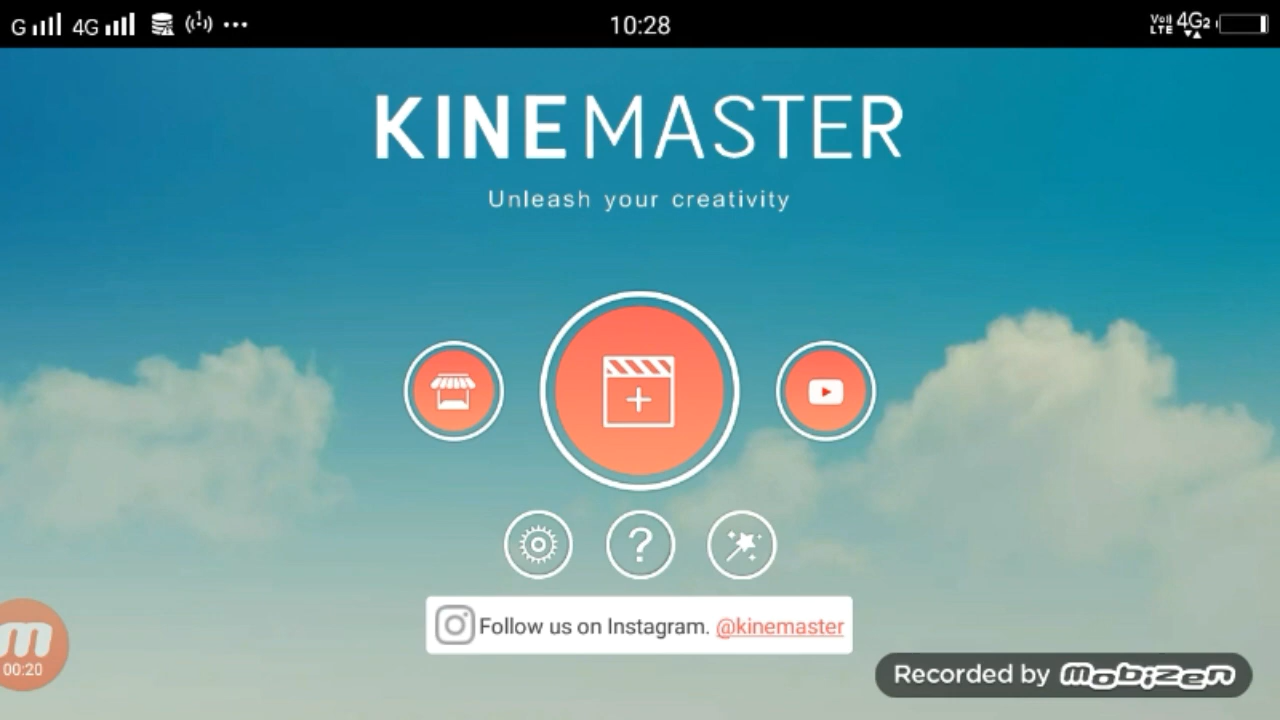 G 4G 10:28 VoII LTE 4G2
KINEMASTER
Unleash your creativity
?
Follow us on Instagram. @kinemaster
m
00:20
Recorded by mobizen